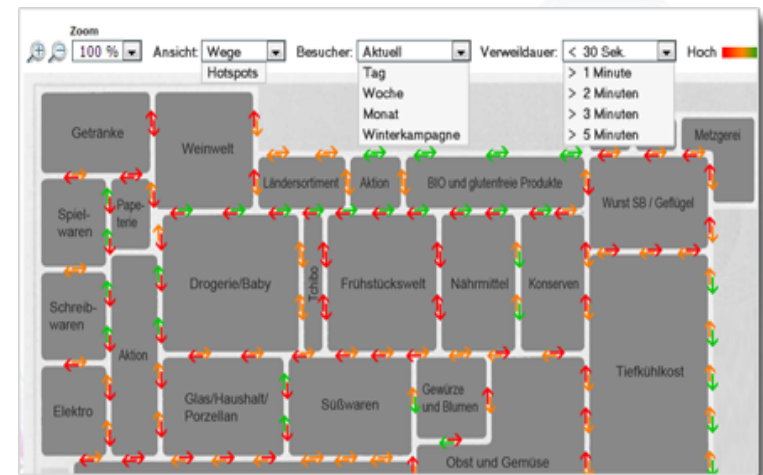 Zoom
100 % Ansicht: Wege Besucher: Aktuell Verweildauer: < 30 Sek. Hoch
Hotspots
Tag
Woche
Monat
Winterkampagne
> 1 Minute
> 2 Minuten
> 3 Minuten
> 5 Minuten
Getränke
Weinwelt
Metzgerei
Ländersortiment
Aktion
BIO und glutenfreie Produkte
Wurst SB / Geflügel
Spiel-
waren
Pape-
terie
Drogerie/Baby
Tchibo
Frühstückswelt
Nährmittel
Konserven
Schreib-
waren
Aktion
Tiefkühlkost
Elektro
Glas/Haushalt/
Porzellan
Süßwaren
Gewürze
und Blumen
Obst und Gemüse